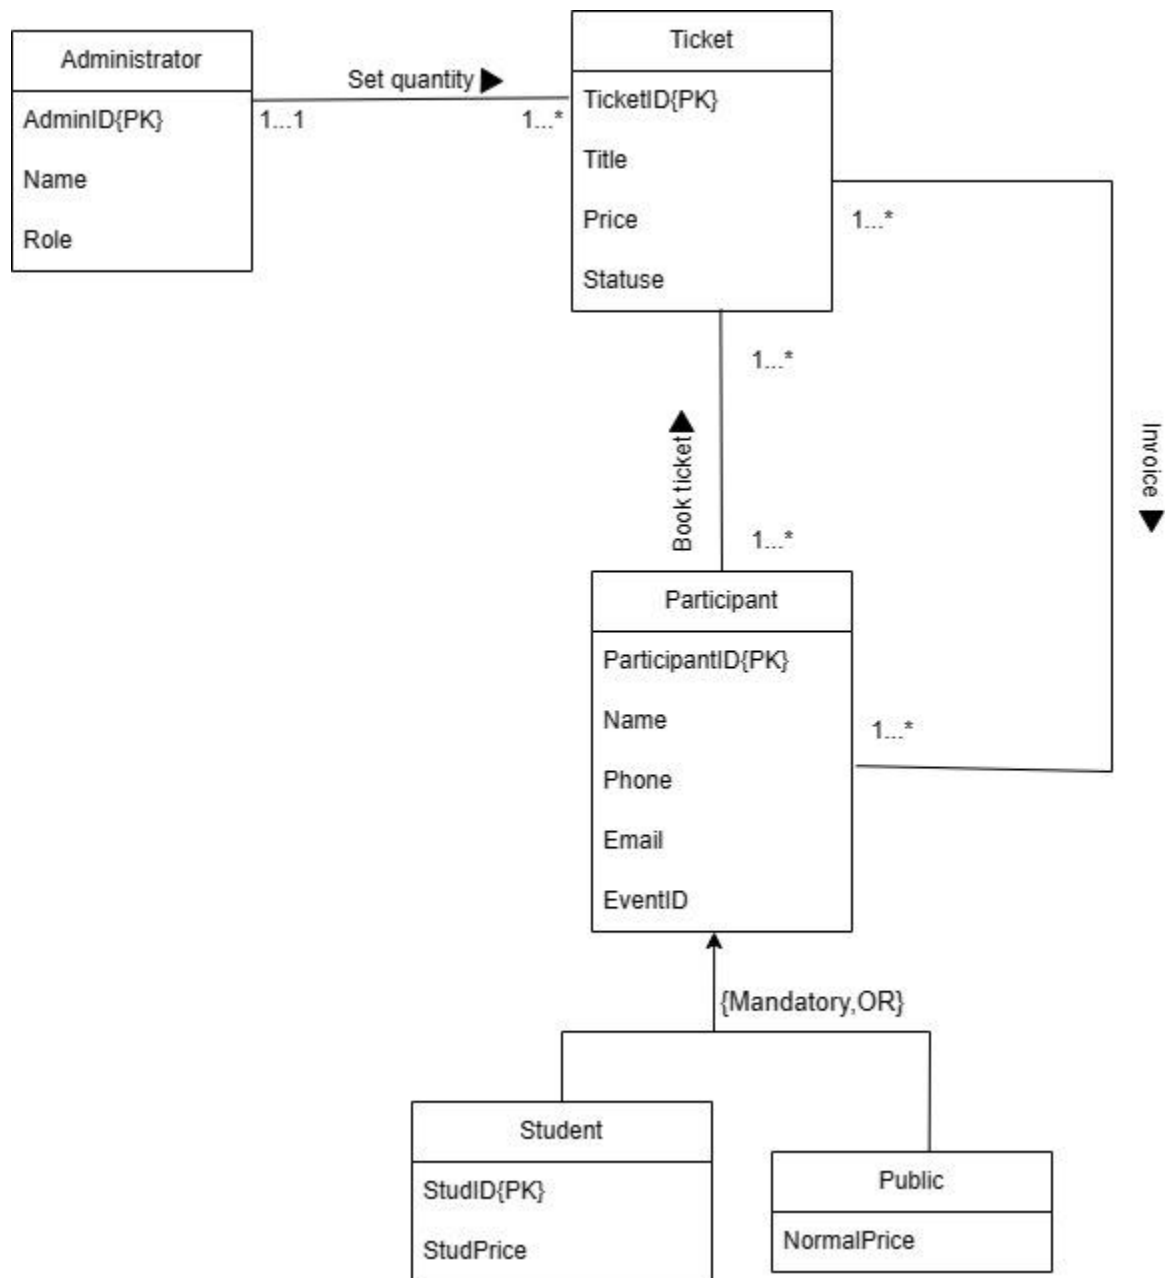 Administrator
AdminID{PK}
Name
Role
Set quantity
1...1
1...*
Ticket
TicketID{PK}
Title
Price
Statuse
1...*
1...*
Book ticket
Invoice
1...*
Participant
ParticipantID{PK}
Name
Phone
Email
EventID
1...*
{Mandatory,OR}
Student
StudID{PK}
StudPrice
Public
NormalPrice